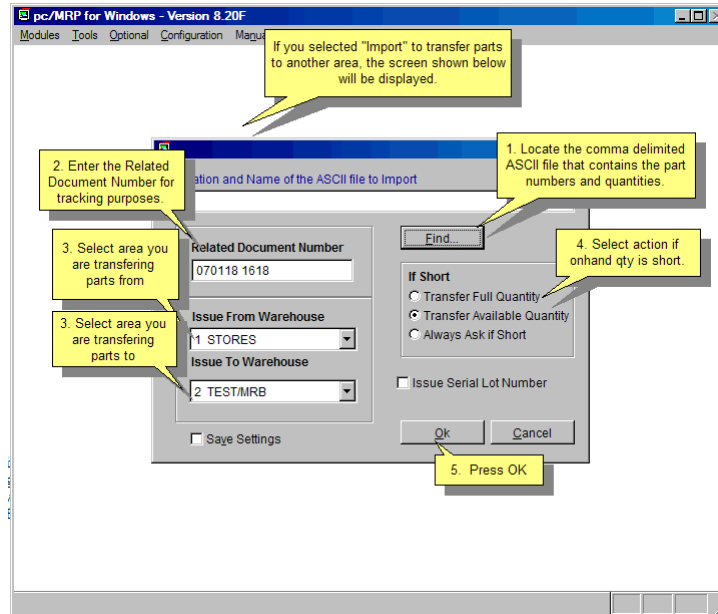 pc/MRP for Windows - Version 8.20F
Modules Tools Optional Configuration Manua
If you selected "Import" to transfer parts
to another area, the screen shown below
will be displayed.
1. Locate the comma delimited
ASCII file that contains the part
numbers and quantities.
2. Enter the Related
Document Number for
tracking purposes.
ation and Name of the ASCII file to Import
Find...
Related Document Number
070118 1618
3. Select area you
are transfering
parts from
4. Select action if
onhand qty is short.
If Short
Transfer Full Quantity
Transfer Available Quantity
Always Ask if Short
Issue From Warehouse
1 STORES
3. Select area you
are transfering
parts to
Issue To Warehouse
2 TEST/MRB
Issue Serial Lot Number
Save Settings
Ok Cancel
5. Press OK